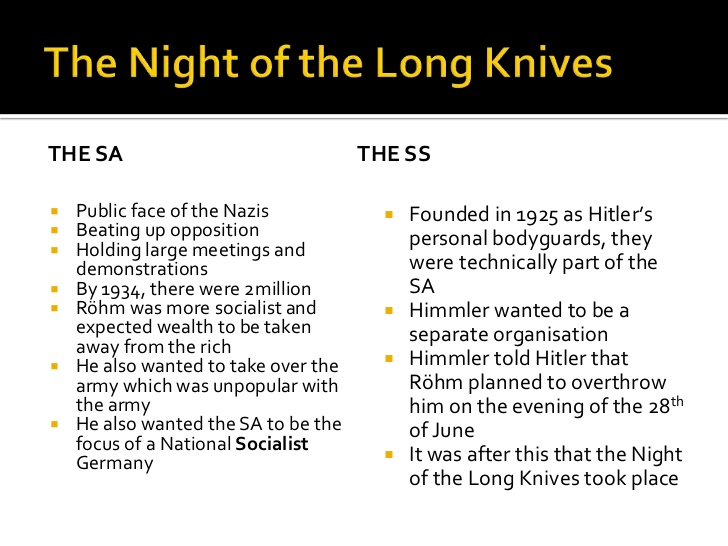 The Night of the Long Knives
THE SA
Public face of the Nazis
Beating up opposition
Holding large meetings and
demonstrations
By 1934, there were 2million
Röhm was more socialist and
expected wealth to be taken
away from the rich
He also wanted to take over the
army which was unpopular with
the army
He also wanted the SA to be the
focus of a National Socialist
Germany
THE SS
Founded in 1925 as Hitler's
personal bodyguards, they
were technically part of the
SA
Himmler wanted to be a
separate organisation
Himmler told Hitler that
Röhm planned to overthrow
him on the evening of the 28th
of June
It was after this that the Night
of the Long Knives took place